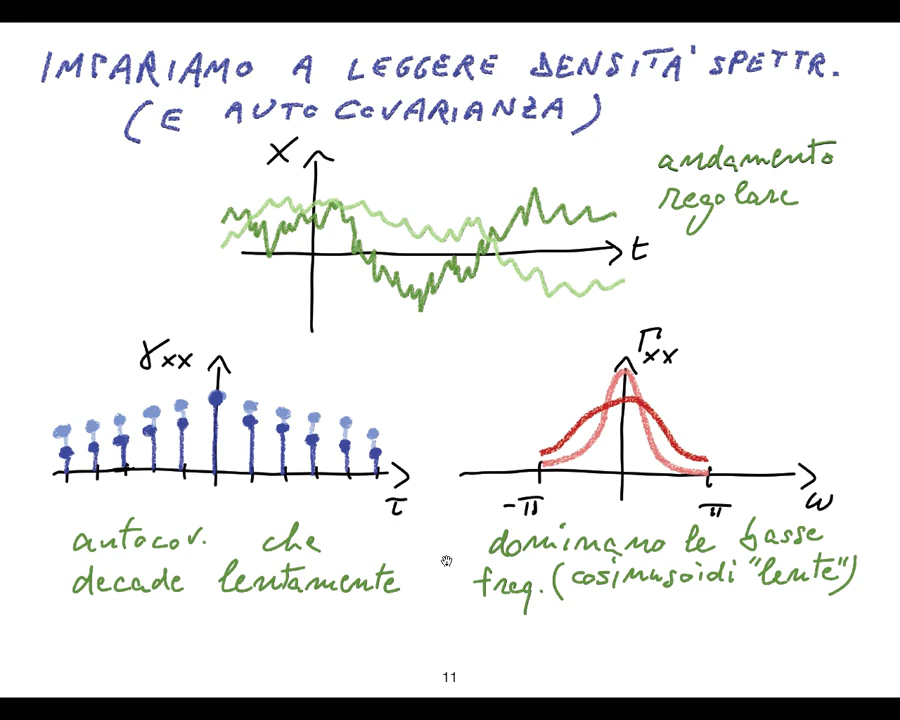 IMPARIAMO A LEGGERE DENSITA' SPETTR.
(E AUTOCOVARIANZA)
X
andamento
regolare
t
γxx
Γxx
τ
-π
π
ω
autocov. che
decade lentamente
dominano le basse
freq. (cosinusoidi "lente")
11